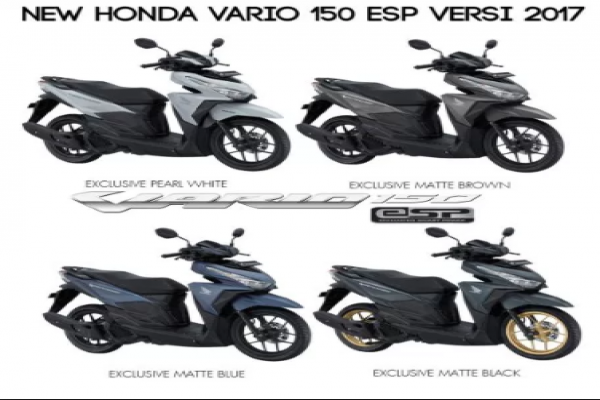 NEW HONDA VARIO 150 ESP VERSI 2017
EXCLUSIVE PEARL WHITE
EXCLUSIVE MATTE BROWN
VARIO 150
eSP
EXCLUSIVE MATTE BLUE
EXCLUSIVE MATTE BLACK